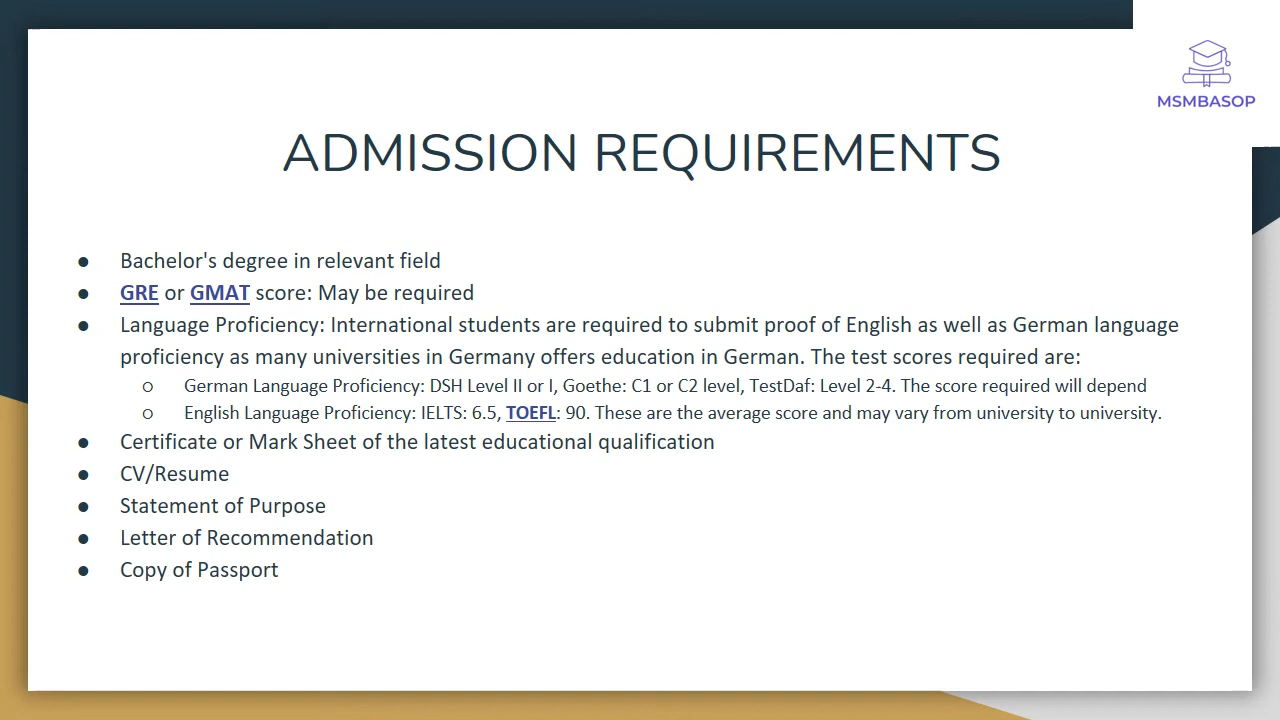 MSMBASOP
ADMISSION REQUIREMENTS
● Bachelor's degree in relevant field
● GRE or GMAT score: May be required
● Language Proficiency: International students are required to submit proof of English as well as German language
proficiency as many universities in Germany offers education in German. The test scores required are:
○ German Language Proficiency: DSH Level II or I, Goethe: C1 or C2 level, TestDaf: Level 2-4. The score required will depend
○ English Language Proficiency: IELTS: 6.5, TOEFL: 90. These are the average score and may vary from university to university.
● Certificate or Mark Sheet of the latest educational qualification
● CV/Resume
● Statement of Purpose
● Letter of Recommendation
● Copy of Passport